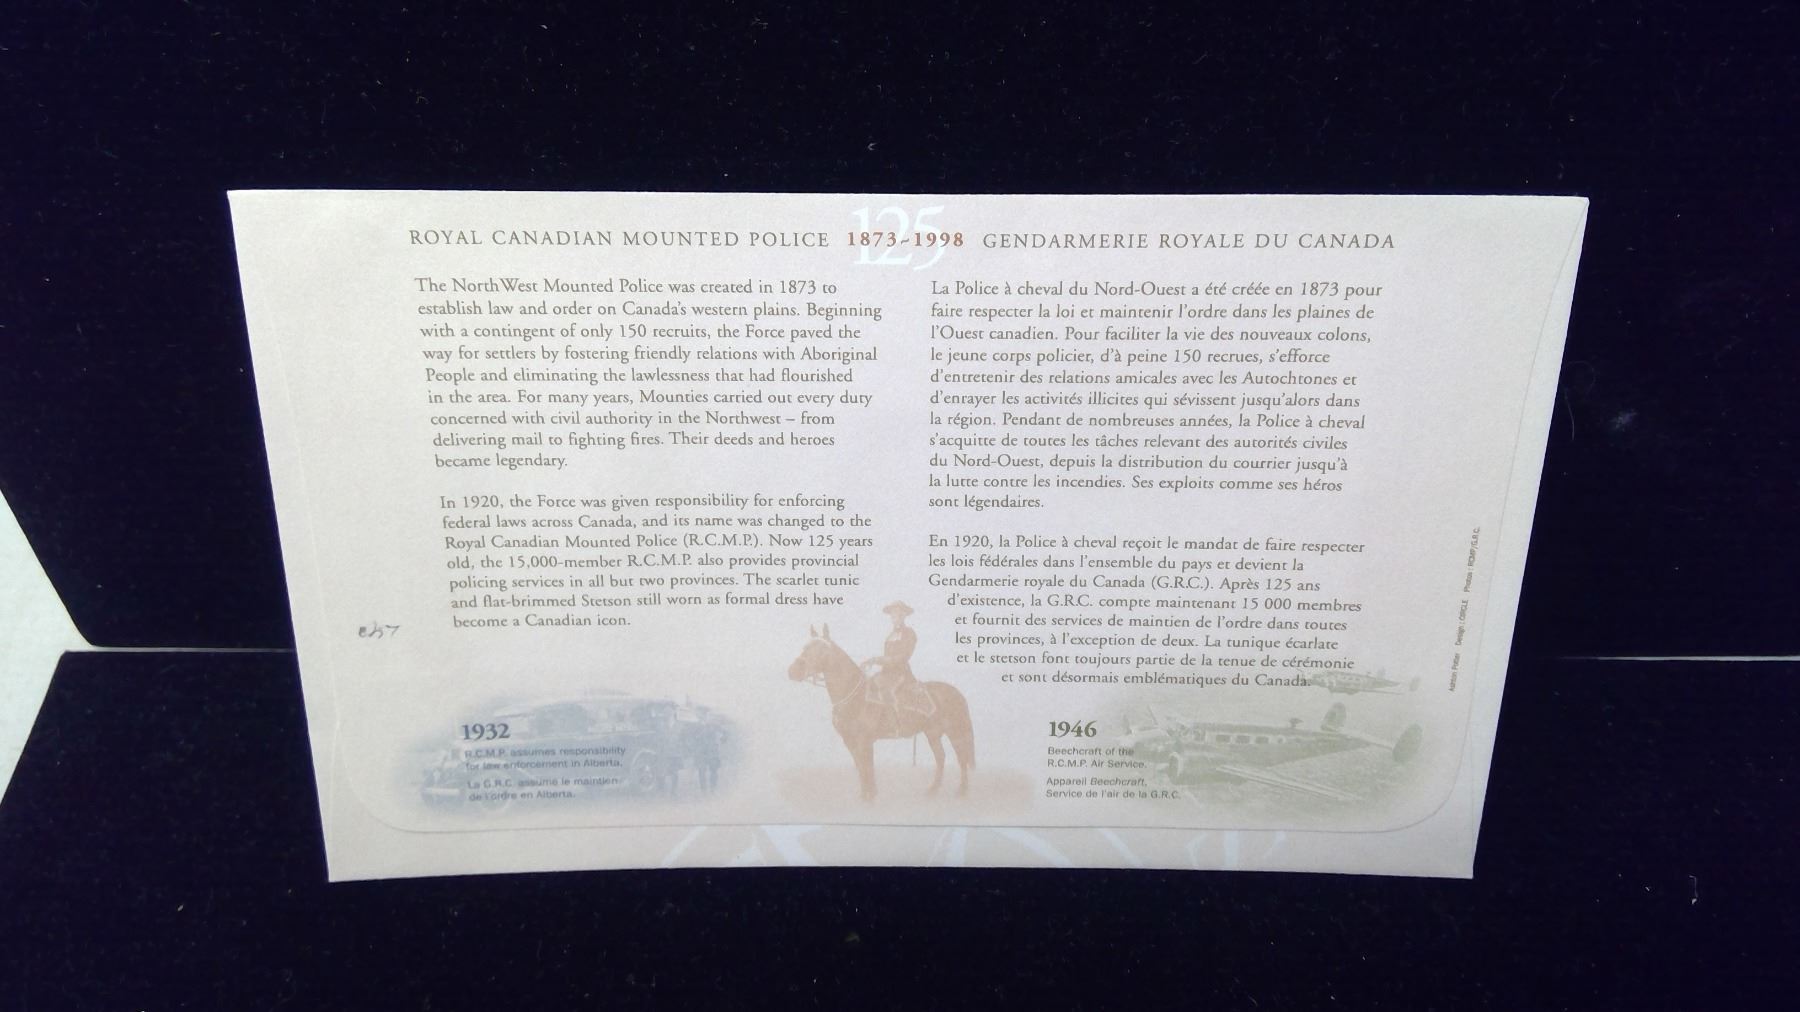 125
ROYAL CANADIAN MOUNTED POLICE 1873-1998 GENDARMERIE ROYALE DU CANADA
The North West Mounted Police was created in 1873 to
establish law and order on Canada's western plains. Beginning
with a contingent of only 150 recruits, the Force paved the
way for settlers by fostering friendly relations with Aboriginal
People and eliminating the lawlessness that had flourished
in the area. For many years, Mounties carried out every duty
concerned with civil authority in the Northwest – from
delivering mail to fighting fires. Their deeds and heroes
became legendary.
In 1920, the Force was given responsibility for enforcing
federal laws across Canada, and its name was changed to the
Royal Canadian Mounted Police (R.C.M.P.). Now 125 years
old, the 15,000-member R.C.M.P. also provides provincial
policing services in all but two provinces. The scarlet tunic
and flat-brimmed Stetson still worn as formal dress have
become a Canadian icon.
La Police à cheval du Nord-Ouest a été créée en 1873 pour
faire respecter la loi et maintenir l'ordre dans les plaines de
l'Ouest canadien. Pour faciliter la vie des nouveaux colons,
le jeune corps policier, d'à peine 150 recrues, s'efforce
d'entretenir des relations amicales avec les Autochtones et
d'enrayer les activités illicites qui sévissent jusqu'alors dans
la région. Pendant de nombreuses années, la Police à cheval
s'acquitte de toutes les tâches relevant des autorités civiles
du Nord-Ouest, depuis la distribution du courrier jusqu'à
la lutte contre les incendies. Ses exploits comme ses héros
sont légendaires.
En 1920, la Police à cheval reçoit le mandat de faire respecter
les lois fédérales dans l'ensemble du pays et devient la
Gendarmerie royale du Canada (G.R.C.). Après 125 ans
d'existence, la G.R.C. compte maintenant 15 000 membres
et fournit des services de maintien de l'ordre dans toutes
les provinces, à l'exception de deux. La tunique écarlate
et le stetson font toujours partie de la tenue de cérémonie
et sont désormais emblématiques du Canada.
1932
R.C.M.P. assumes responsibility
for law enforcement in Alberta.
La G.R.C. assume le maintien
de l'ordre en Alberta.
1946
Beechcraft of the
R.C.M.P. Air Service.
Appareil Beechcraft,
Service de l'air de la G.R.C.
Ashton Potter Design : CIRCLE Photos : RCMP/G.R.C.